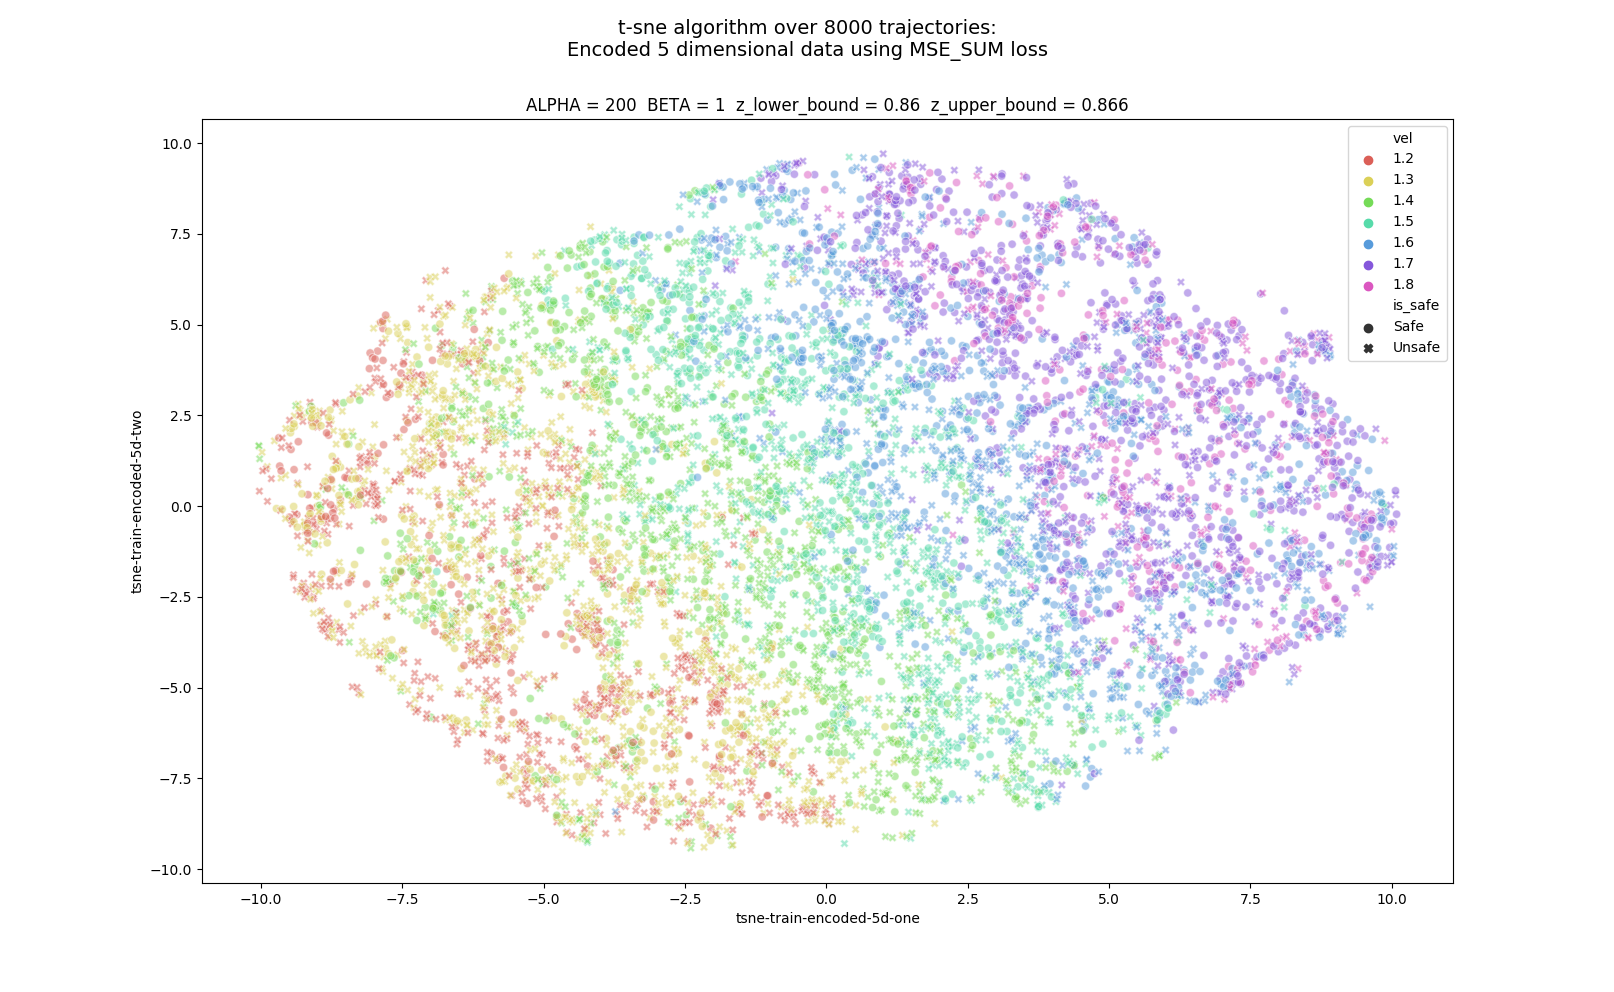 t-sne algorithm over 8000 trajectories:
Encoded 5 dimensional data using MSE_SUM loss
ALPHA = 200  BETA = 1  z_lower_bound = 0.86  z_upper_bound = 0.866
vel
1.2
1.3
1.4
1.5
1.6
1.7
1.8
is_safe
Safe
Unsafe
10.0
7.5
5.0
2.5
0.0
−2.5
−5.0
−7.5
−10.0
tsne-train-encoded-5d-two
−10.0
−7.5
−5.0
−2.5
0.0
2.5
5.0
7.5
10.0
tsne-train-encoded-5d-one